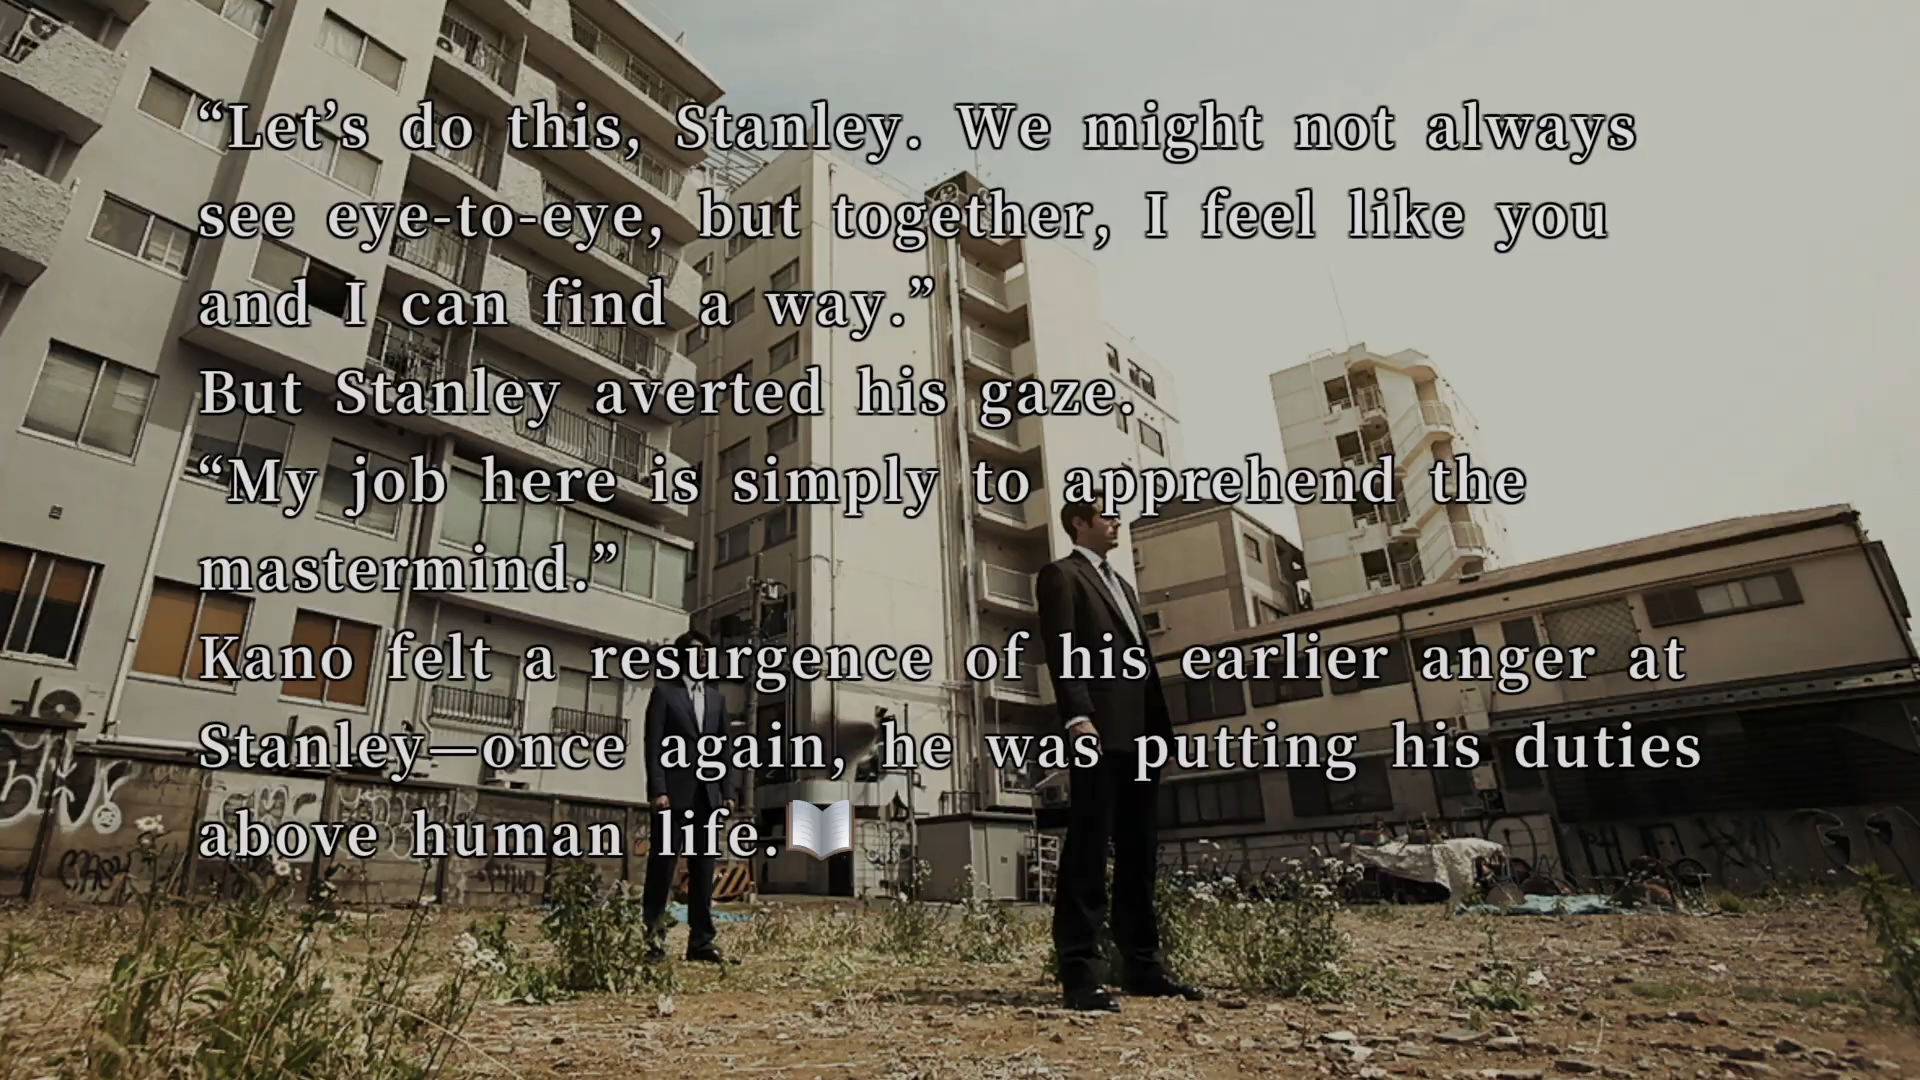 “Let’s do this, Stanley. We might not always
see eye-to-eye, but together, I feel like you
and I can find a way.”
But Stanley averted his gaze.
“My job here is simply to apprehend the
mastermind.”
Kano felt a resurgence of his earlier anger at
Stanley—once again, he was putting his duties
above human life.